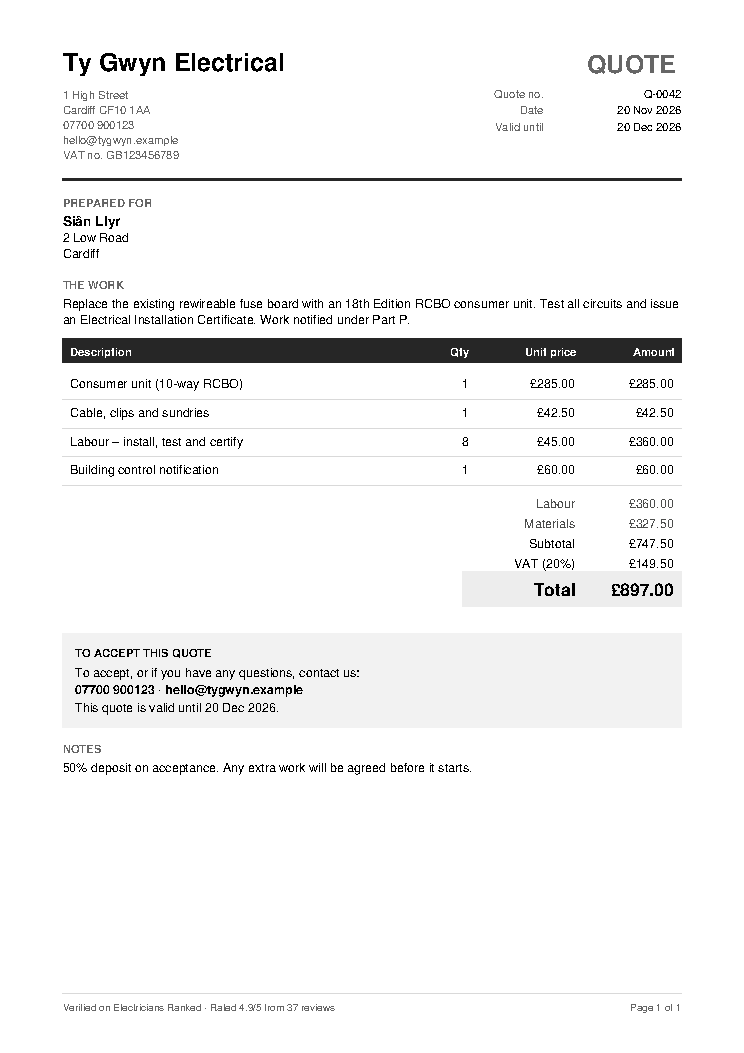 Ty Gwyn Electrical
QUOTE
1 High Street
Cardiff CF10 1AA
07700 900123
hello@tygwyn.example
VAT no. GB123456789
Quote no. Q-0042
Date 20 Nov 2026
Valid until 20 Dec 2026
PREPARED FOR
Siân Llyr
2 Low Road
Cardiff
THE WORK
Replace the existing rewireable fuse board with an 18th Edition RCBO consumer unit. Test all circuits and issue
an Electrical Installation Certificate. Work notified under Part P.
Description Qty Unit price Amount
Consumer unit (10-way RCBO) 1 £285.00 £285.00
Cable, clips and sundries 1 £42.50 £42.50
Labour – install, test and certify 8 £45.00 £360.00
Building control notification 1 £60.00 £60.00
Labour £360.00
Materials £327.50
Subtotal £747.50
VAT (20%) £149.50
Total £897.00
TO ACCEPT THIS QUOTE
To accept, or if you have any questions, contact us:
07700 900123 · hello@tygwyn.example
This quote is valid until 20 Dec 2026.
NOTES
50% deposit on acceptance. Any extra work will be agreed before it starts.
Verified on Electricians Ranked · Rated 4.9/5 from 37 reviews
Page 1 of 1